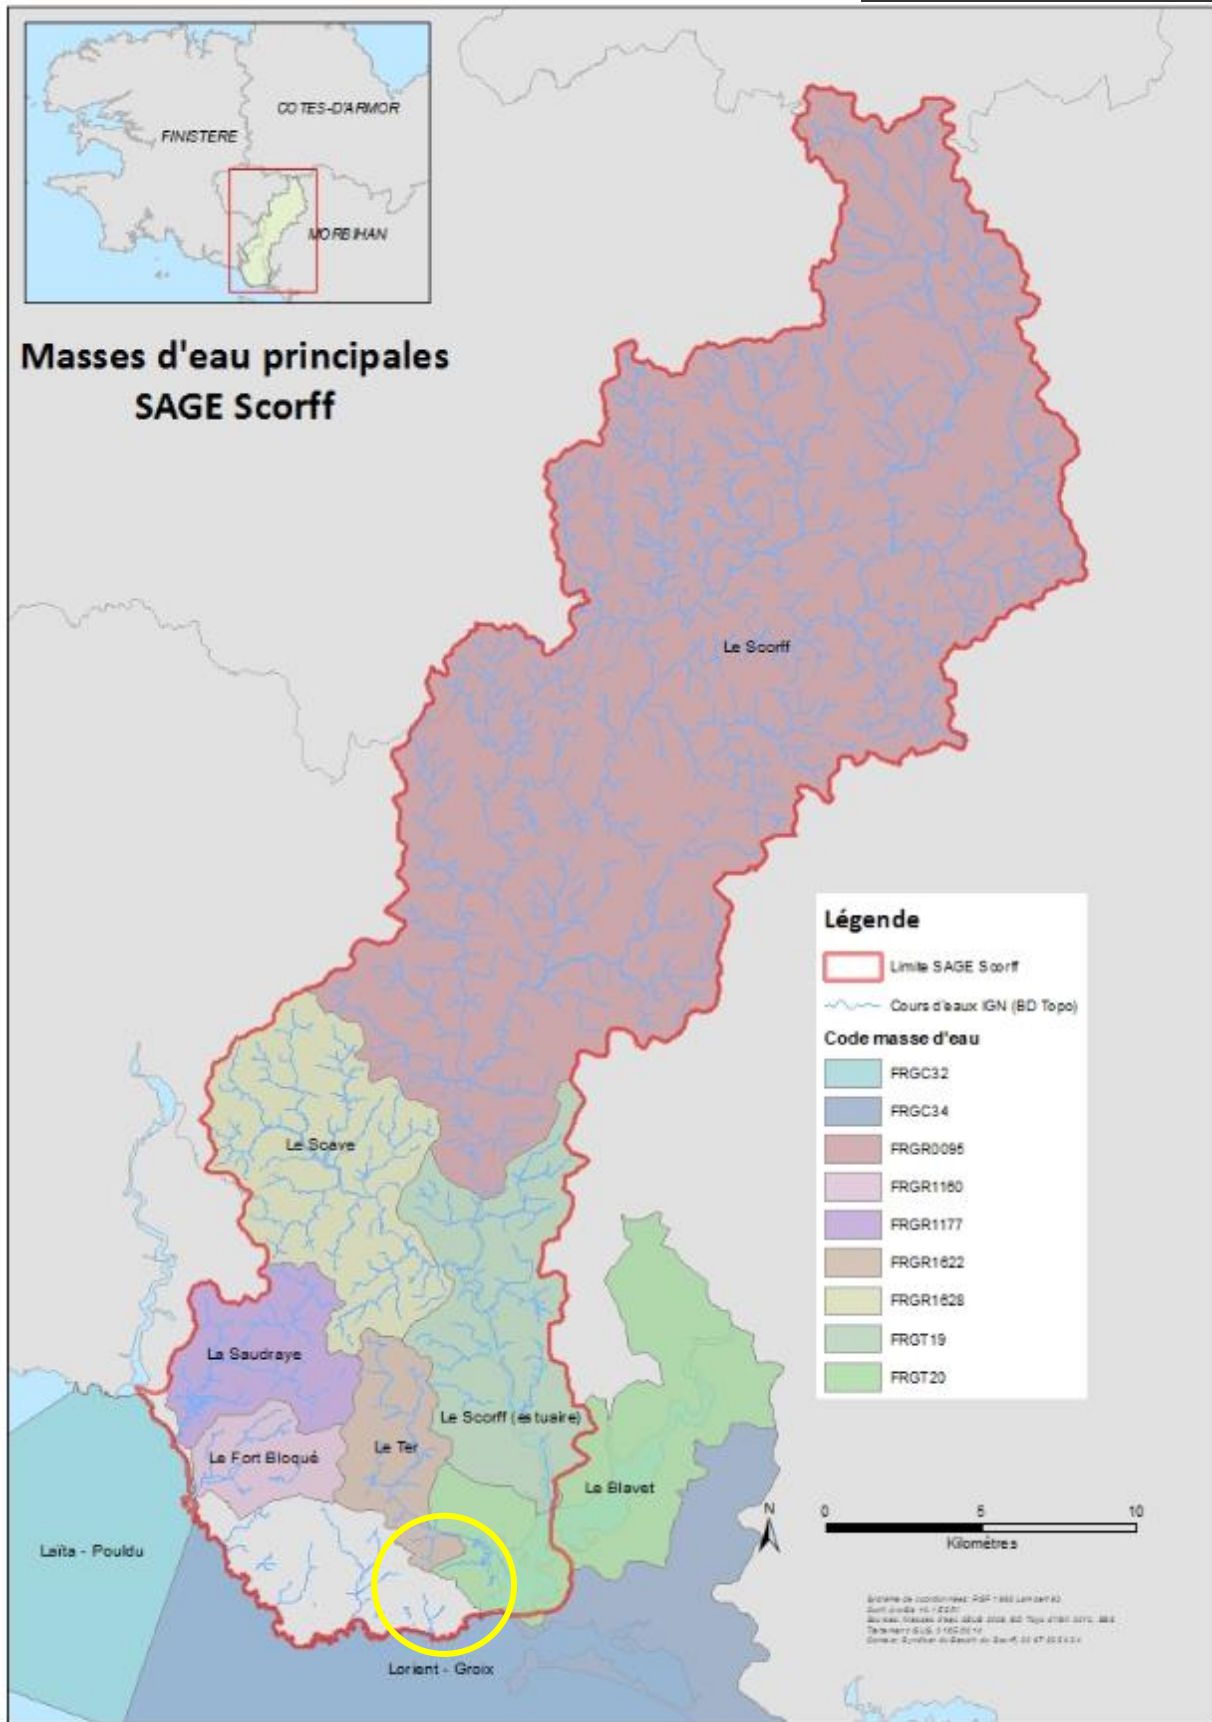 COTES-D'ARMOR
FINISTERE
MORBIHAN
Masses d'eau principales
SAGE Scorff
Le Scorff
Légende
Limite SAGE Scorff
Cours d'eaux IGN (BD Topo)
Code masse d'eau
FRGC32
FRGC34
FRGR0095
FRGR1160
FRGR1177
FRGR1622
FRGR1628
FRGT19
FRGT20
Le Scave
La Saudraye
Le Scorff (estuaire)
Le Ter
Le Fort Bloqué
Le Blavet
N
0 5 10
Kilomètres
Laïta - Pouldu
Lorient - Groix